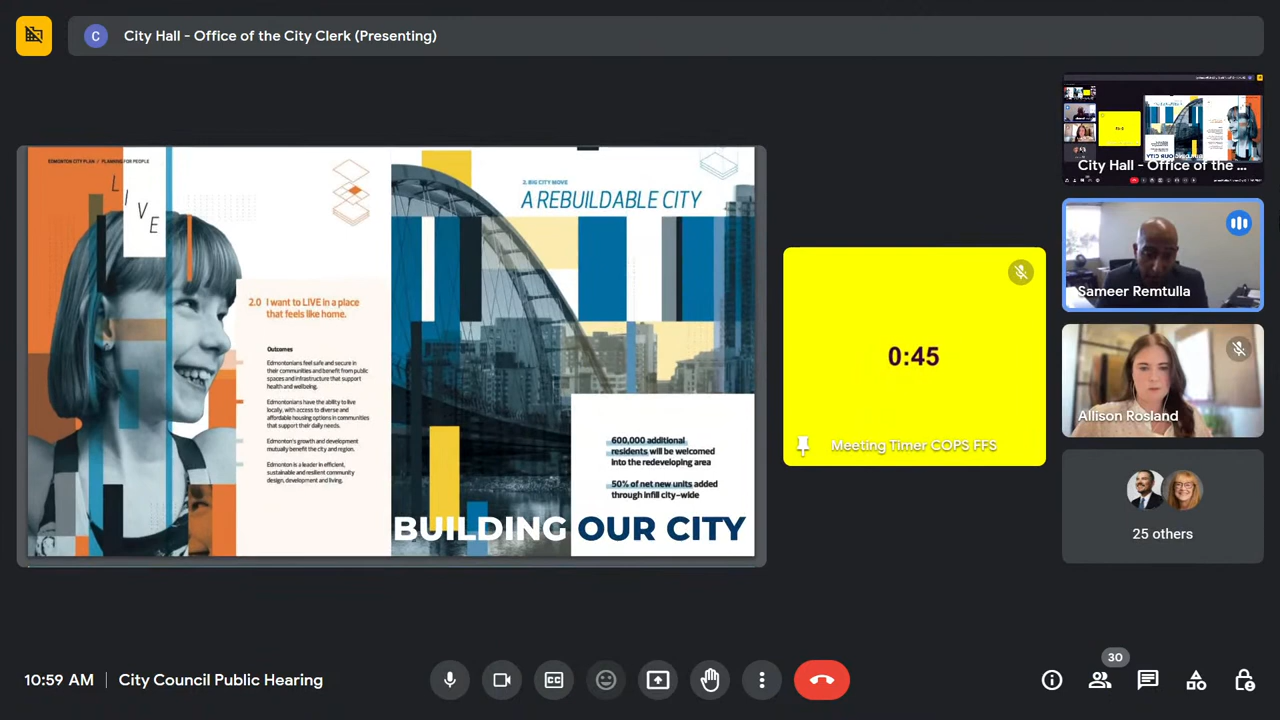 C
City Hall - Office of the City Clerk (Presenting)
EDMONTON CITY PLAN / PLANNING FOR PEOPLE
LIVE
2.0 I want to LIVE in a place
that feels like home.
Outcomes
Edmontonians feel safe and secure in
their communities and benefit from public
spaces and infrastructure that support
health and wellbeing.
Edmontonians have the ability to live
locally, with access to diverse and
affordable housing options in communities
that support their daily needs.
Edmonton's growth and development
mutually benefit the city and region.
Edmonton is a leader in efficient,
sustainable and resilient community
design, development and living.
2. BIG CITY MOVE
A REBUILDABLE CITY
600,000 additional
residents will be welcomed
into the redeveloping area
50% of net new units added
through infill city-wide
BUILDING OUR CITY
0:45
Meeting Timer COPS FFS
City Hall - Office of the ...
Sameer Remtulla
Allison Rosland
25 others
10:59 AM | City Council Public Hearing
CC
30